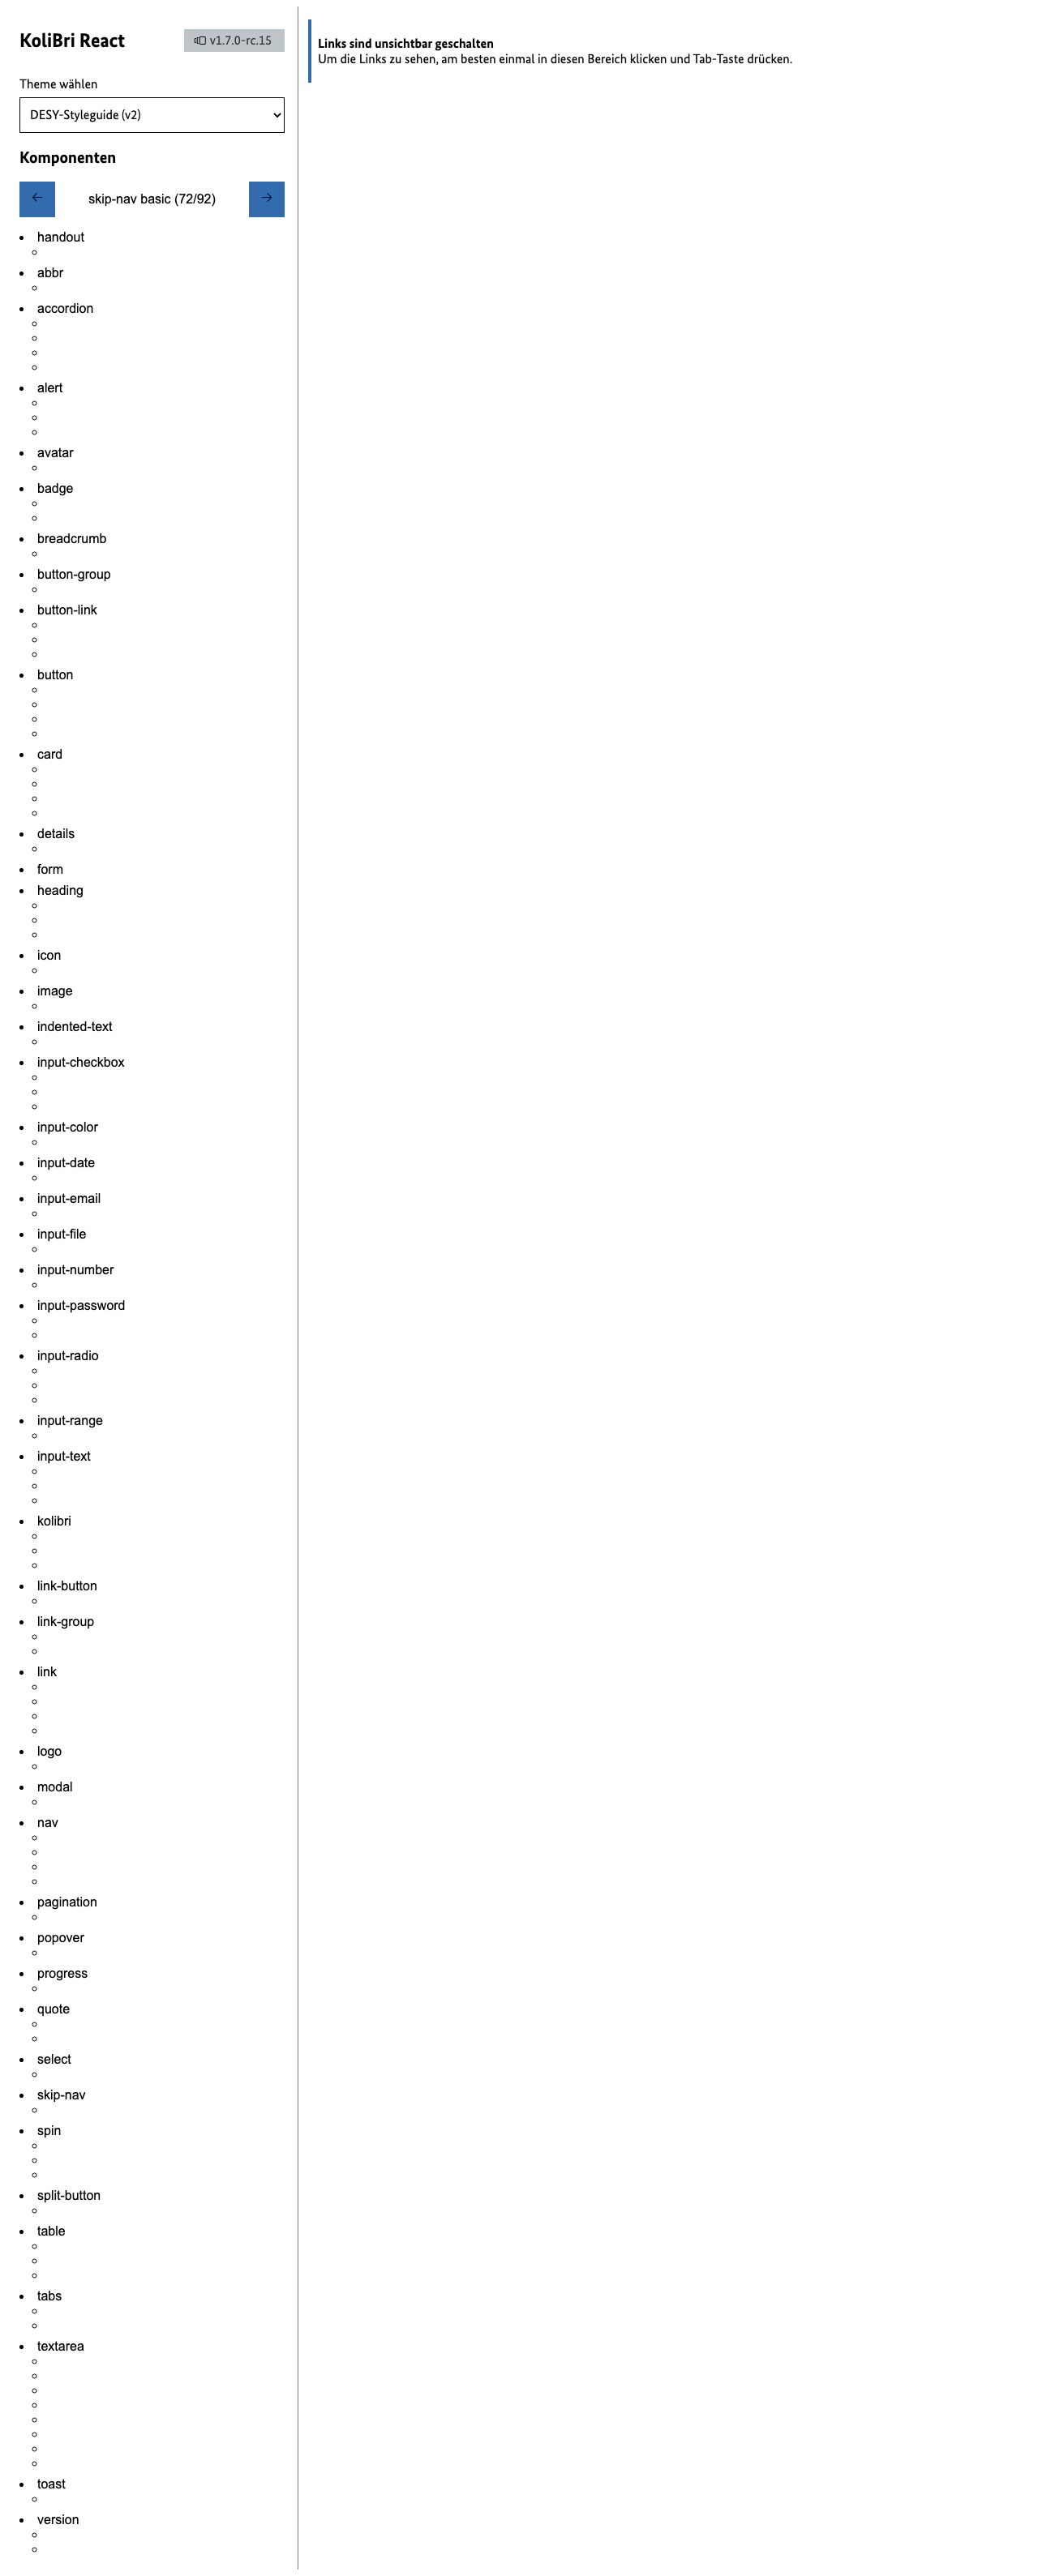 KoliBri React
v1.7.0-rc.15
Theme wählen
DESY-Styleguide (v2)
Komponenten
skip-nav basic (72/92)
handout
abbr
accordion
alert
avatar
badge
breadcrumb
button-group
button-link
button
card
details
form
heading
icon
image
indented-text
input-checkbox
input-color
input-date
input-email
input-file
input-number
input-password
input-radio
input-range
input-text
kolibri
link-button
link-group
link
logo
modal
nav
pagination
popover
progress
quote
select
skip-nav
spin
split-button
table
tabs
textarea
toast
version
Links sind unsichtbar geschalten
Um die Links zu sehen, am besten einmal in diesen Bereich klicken und Tab-Taste drücken.